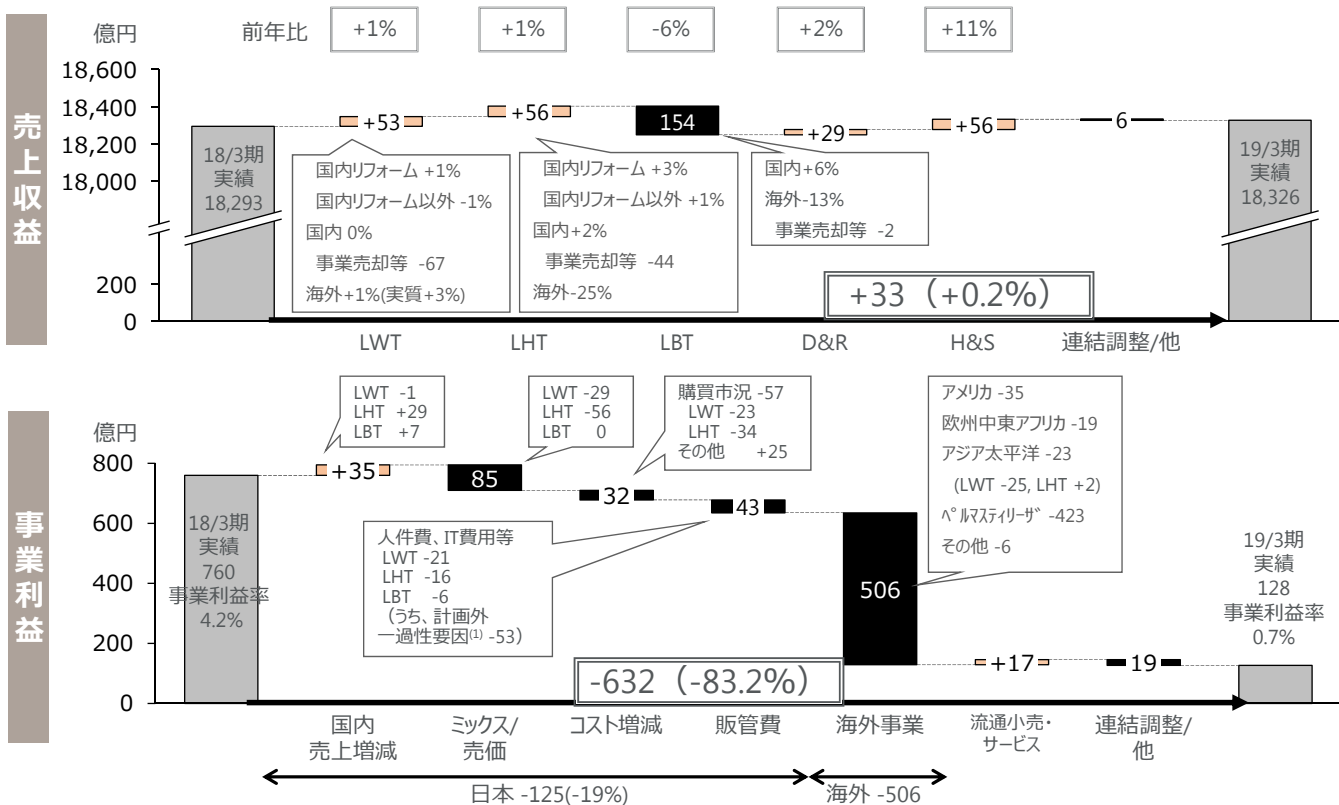 売上収益
億円
前年比
+1%
+1%
-6%
+2%
+11%
18,600
18,400
18,200
18,000
200
0
18/3期
実績
18,293
+53
+56
154
+29
+56
6
19/3期
実績
18,326
国内リフォーム +1%
国内リフォーム以外 -1%
国内 0%
事業売却等 -67
海外+1%(実質+3%)
国内リフォーム +3%
国内リフォーム以外 +1%
国内+2%
事業売却等 -44
海外-25%
国内+6%
海外-13%
事業売却等 -2
+33（+0.2%）
LWT
LHT
LBT
D&R
H&S
連結調整/他
事業利益
億円
800
600
400
200
0
LWT -1
LHT +29
LBT +7
LWT -29
LHT -56
LBT 0
購買市況 -57
LWT -23
LHT -34
その他 +25
アメリカ -35
欧州中東アフリカ -19
アジア太平洋 -23
(LWT -25, LHT +2)
ペルマスティリーザ -423
その他 -6
18/3期
実績
760
事業利益率
4.2%
+35
85
32
43
506
+17
19
人件費、IT費用等
LWT -21
LHT -16
LBT -6
（うち、計画外
一過性要因(1) -53）
19/3期
実績
128
事業利益率
0.7%
-632（-83.2%）
国内
売上増減
ミックス/
売価
コスト増減
販管費
海外事業
流通小売・
サービス
連結調整/
他
日本 -125(-19%)
海外 -506